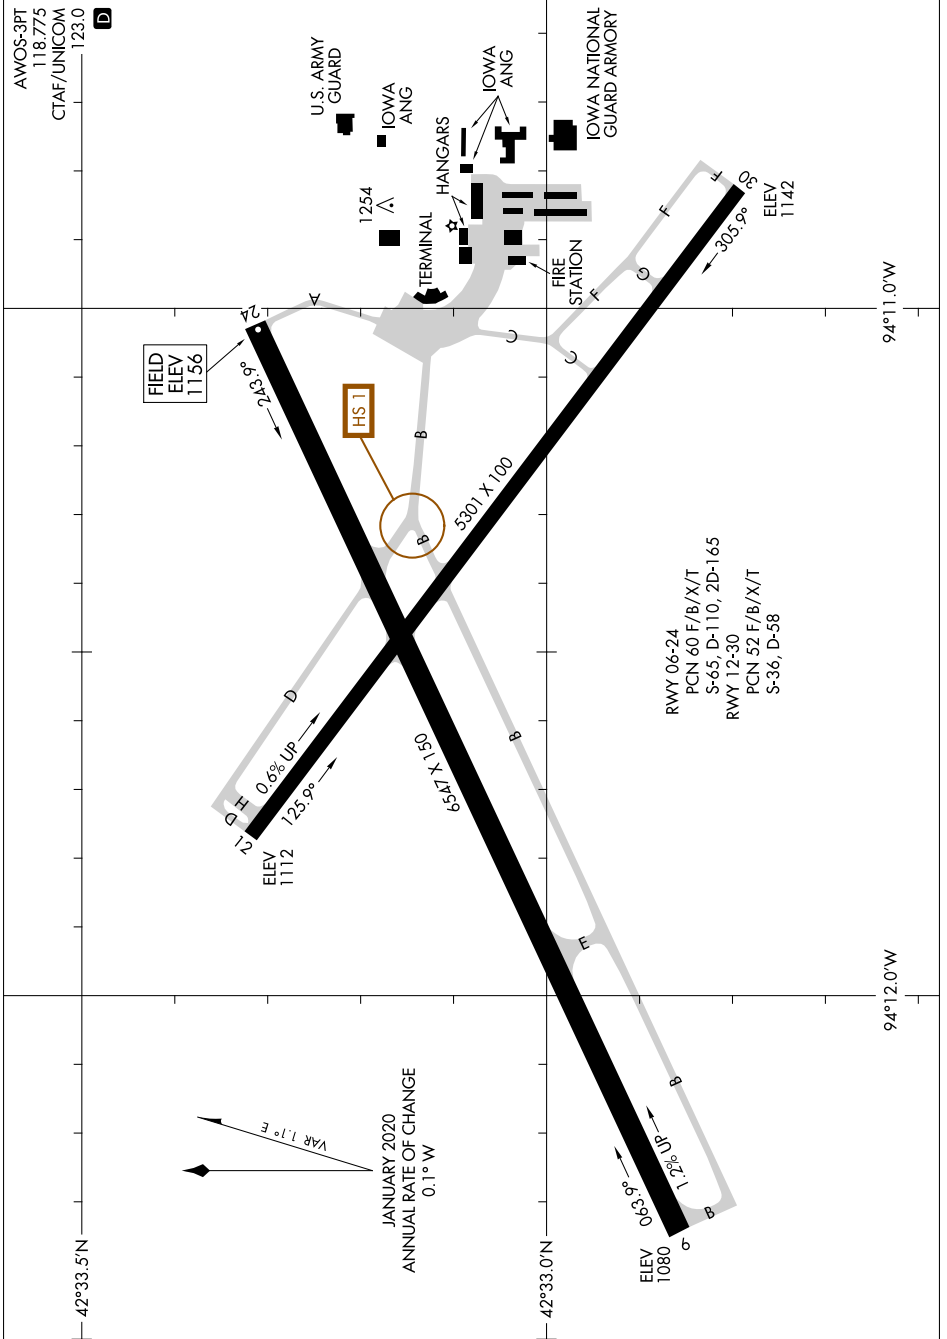 AWOS-3PT
118.775
CTAF/UNICOM
123.0
D
U.S. ARMY
GUARD
IOWA
ANG
IOWA
ANG
IOWA NATIONAL
GUARD ARMORY
HANGARS
1254
TERMINAL
FIRE
STATION
F
30
ELEV
1142
305.9°
F
G
F
C
C
A
24
FIELD
ELEV
1156
243.9°
94°11.0'W
HS 1
B
B
5301 X 100
D
0.6% UP
125.9°
H
D
12
ELEV
1112
6547 X 150
B
RWY 06-24
PCN 60 F/B/X/T
S-65, D-110, 2D-165
RWY 12-30
PCN 52 F/B/X/T
S-36, D-58
E
94°12.0'W
B
1.2% UP
063.9°
B
6
ELEV
1080
VAR 1.1° E
JANUARY 2020
ANNUAL RATE OF CHANGE
0.1° W
42°33.5'N
42°33.0'N